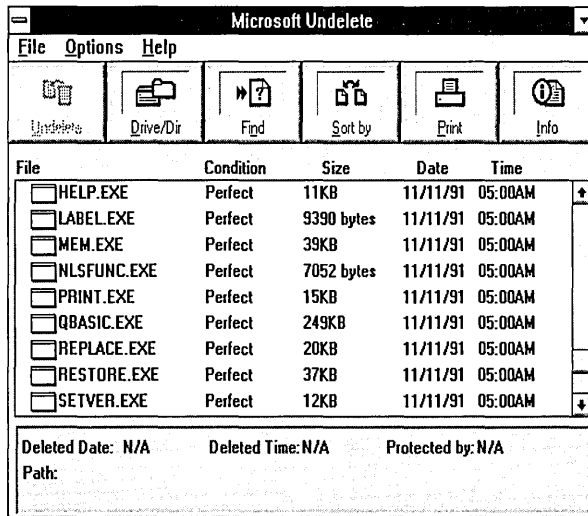 Microsoft Undelete
File Options Help
Undelete Drive/Dir Find Sort by Print Info
File Condition Size Date Time
HELP.EXE Perfect 11KB 11/11/91 05:00AM
LABEL.EXE Perfect 9390 bytes 11/11/91 05:00AM
MEM.EXE Perfect 39KB 11/11/91 05:00AM
NLSFUNC.EXE Perfect 7052 bytes 11/11/91 05:00AM
PRINT.EXE Perfect 15KB 11/11/91 05:00AM
QBASIC.EXE Perfect 249KB 11/11/91 05:00AM
REPLACE.EXE Perfect 20KB 11/11/91 05:00AM
RESTORE.EXE Perfect 37KB 11/11/91 05:00AM
SETVER.EXE Perfect 12KB 11/11/91 05:00AM
Deleted Date: N/A Deleted Time: N/A Protected by: N/A
Path: